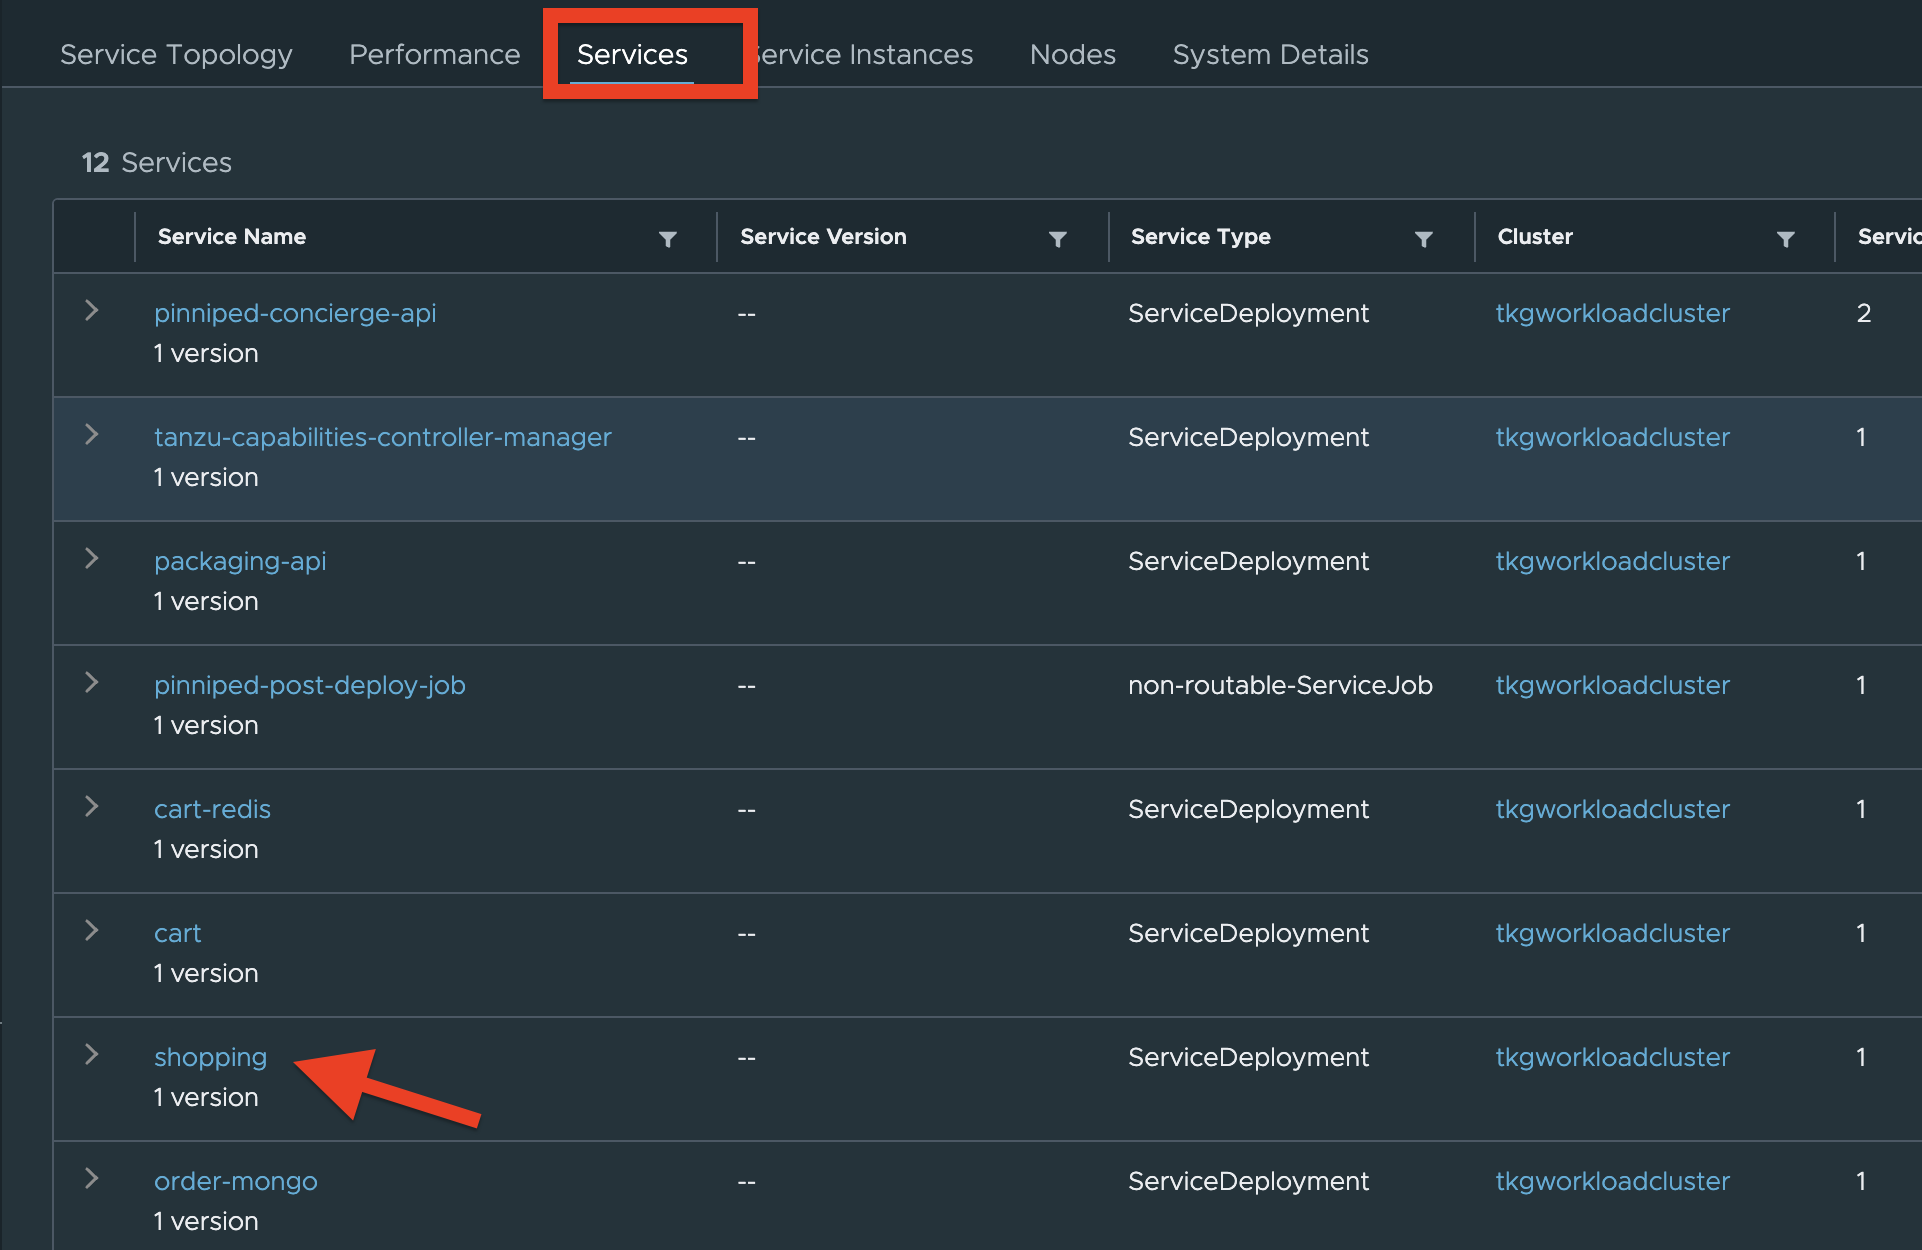 Service Topology Performance Services ervice Instances Nodes System Details
12 Services
Service Name Service Version Service Type Cluster Servic
pinniped-concierge-api -- ServiceDeployment tkgworkloadcluster 2
1 version
tanzu-capabilities-controller-manager -- ServiceDeployment tkgworkloadcluster 1
1 version
packaging-api -- ServiceDeployment tkgworkloadcluster 1
1 version
pinniped-post-deploy-job -- non-routable-ServiceJob tkgworkloadcluster 1
1 version
cart-redis -- ServiceDeployment tkgworkloadcluster 1
1 version
cart -- ServiceDeployment tkgworkloadcluster 1
1 version
shopping -- ServiceDeployment tkgworkloadcluster 1
1 version
order-mongo -- ServiceDeployment tkgworkloadcluster 1
1 version